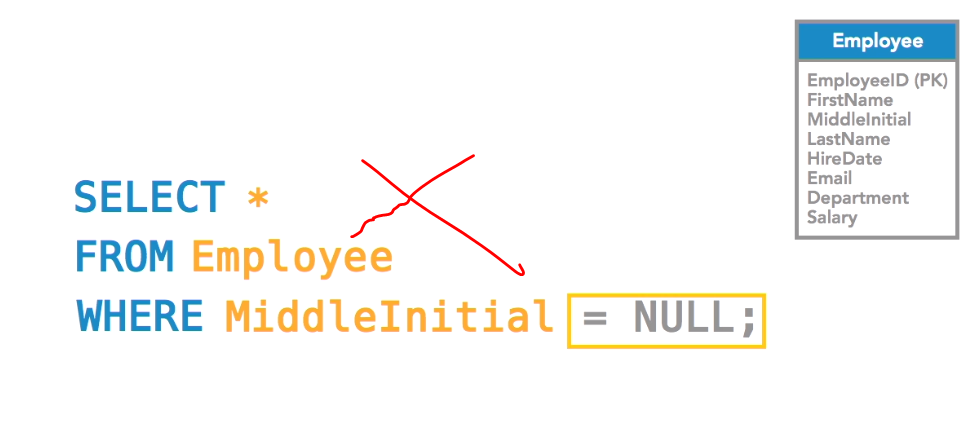 Employee
EmployeeID (PK)
FirstName
MiddleInitial
LastName
HireDate
Email
Department
Salary
SELECT *
FROM Employee
WHERE MiddleInitial = NULL;